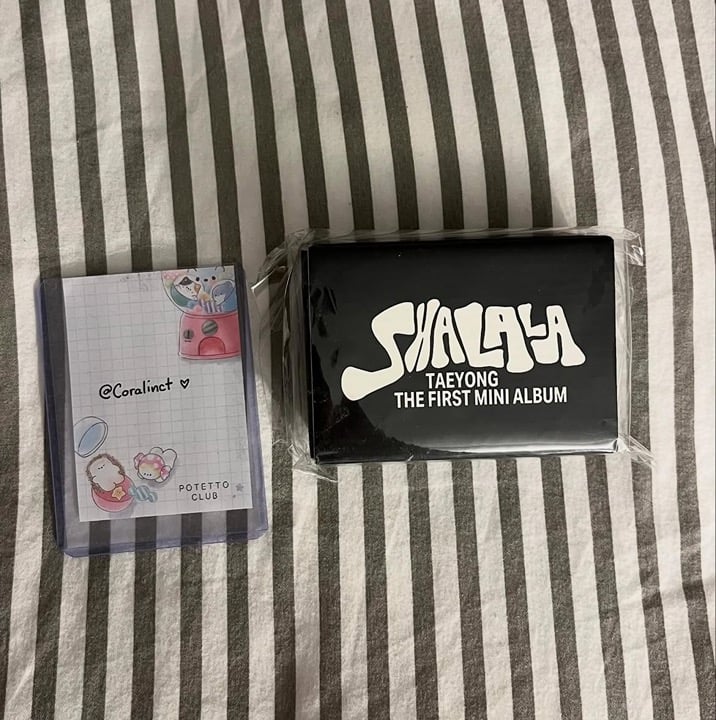 @Coralinct ♡
POTETTO
CLUB
SHALALA
TAEYONG
THE FIRST MINI ALBUM